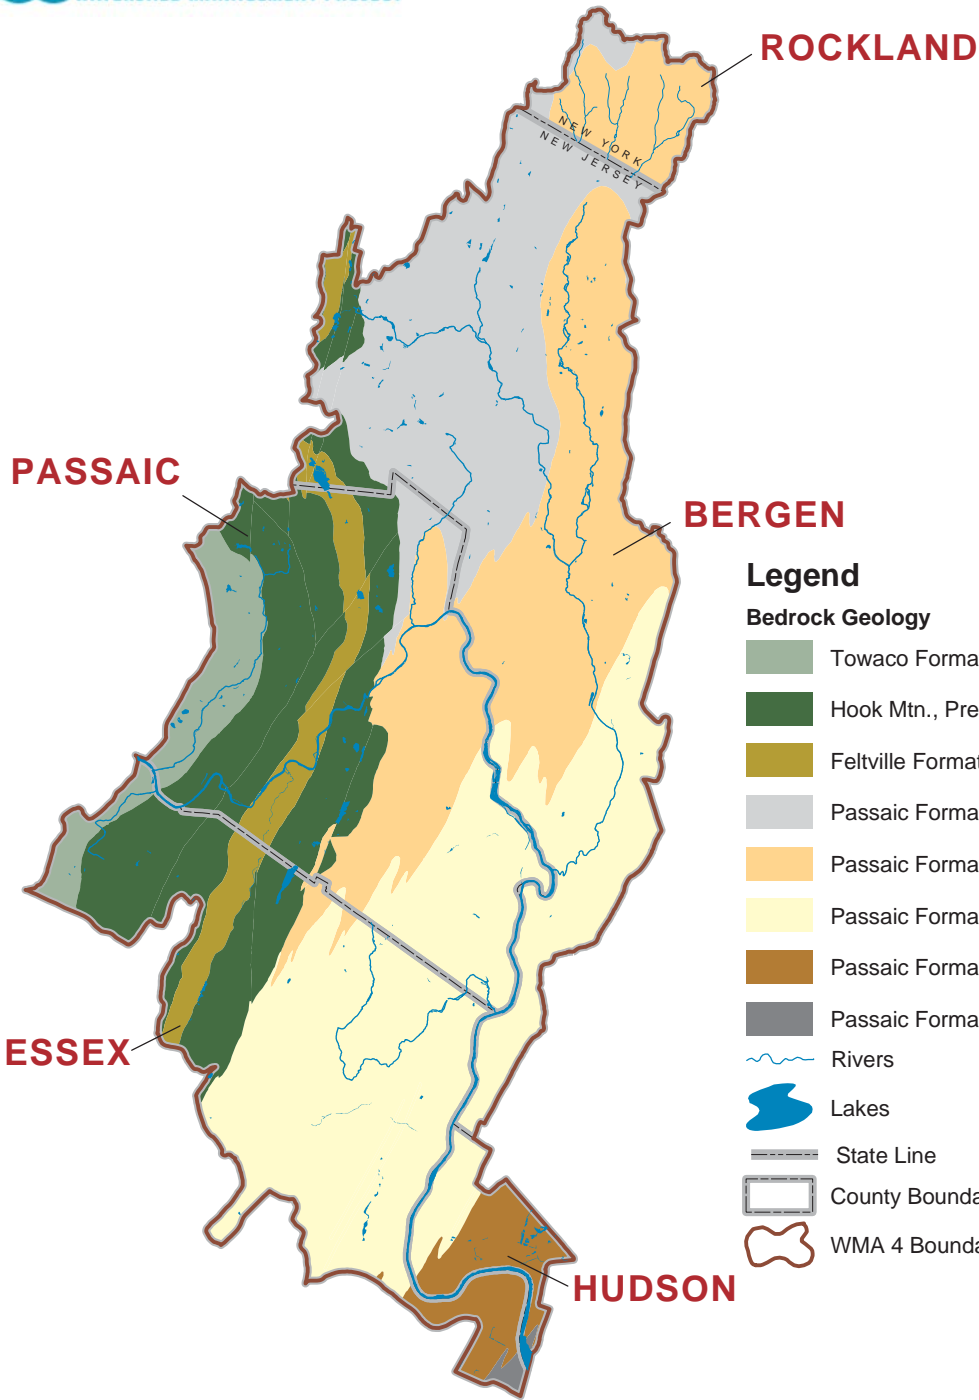 ROCKLAND
NEW YORK
NEW JERSEY
PASSAIC
BERGEN
Legend
Bedrock Geology
Towaco Forma
Hook Mtn., Pre
Feltville Format
Passaic Forma
Passaic Forma
Passaic Forma
Passaic Forma
Passaic Forma
Rivers
Lakes
State Line
County Bounda
WMA 4 Bounda
ESSEX
HUDSON